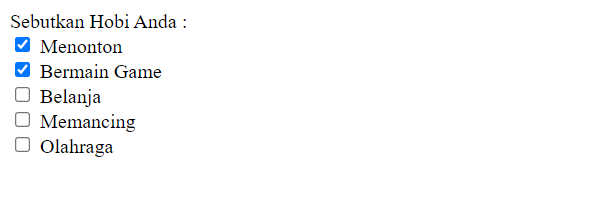 Sebutkan Hobi Anda :
Menonton
Bermain Game
Belanja
Memancing
Olahraga